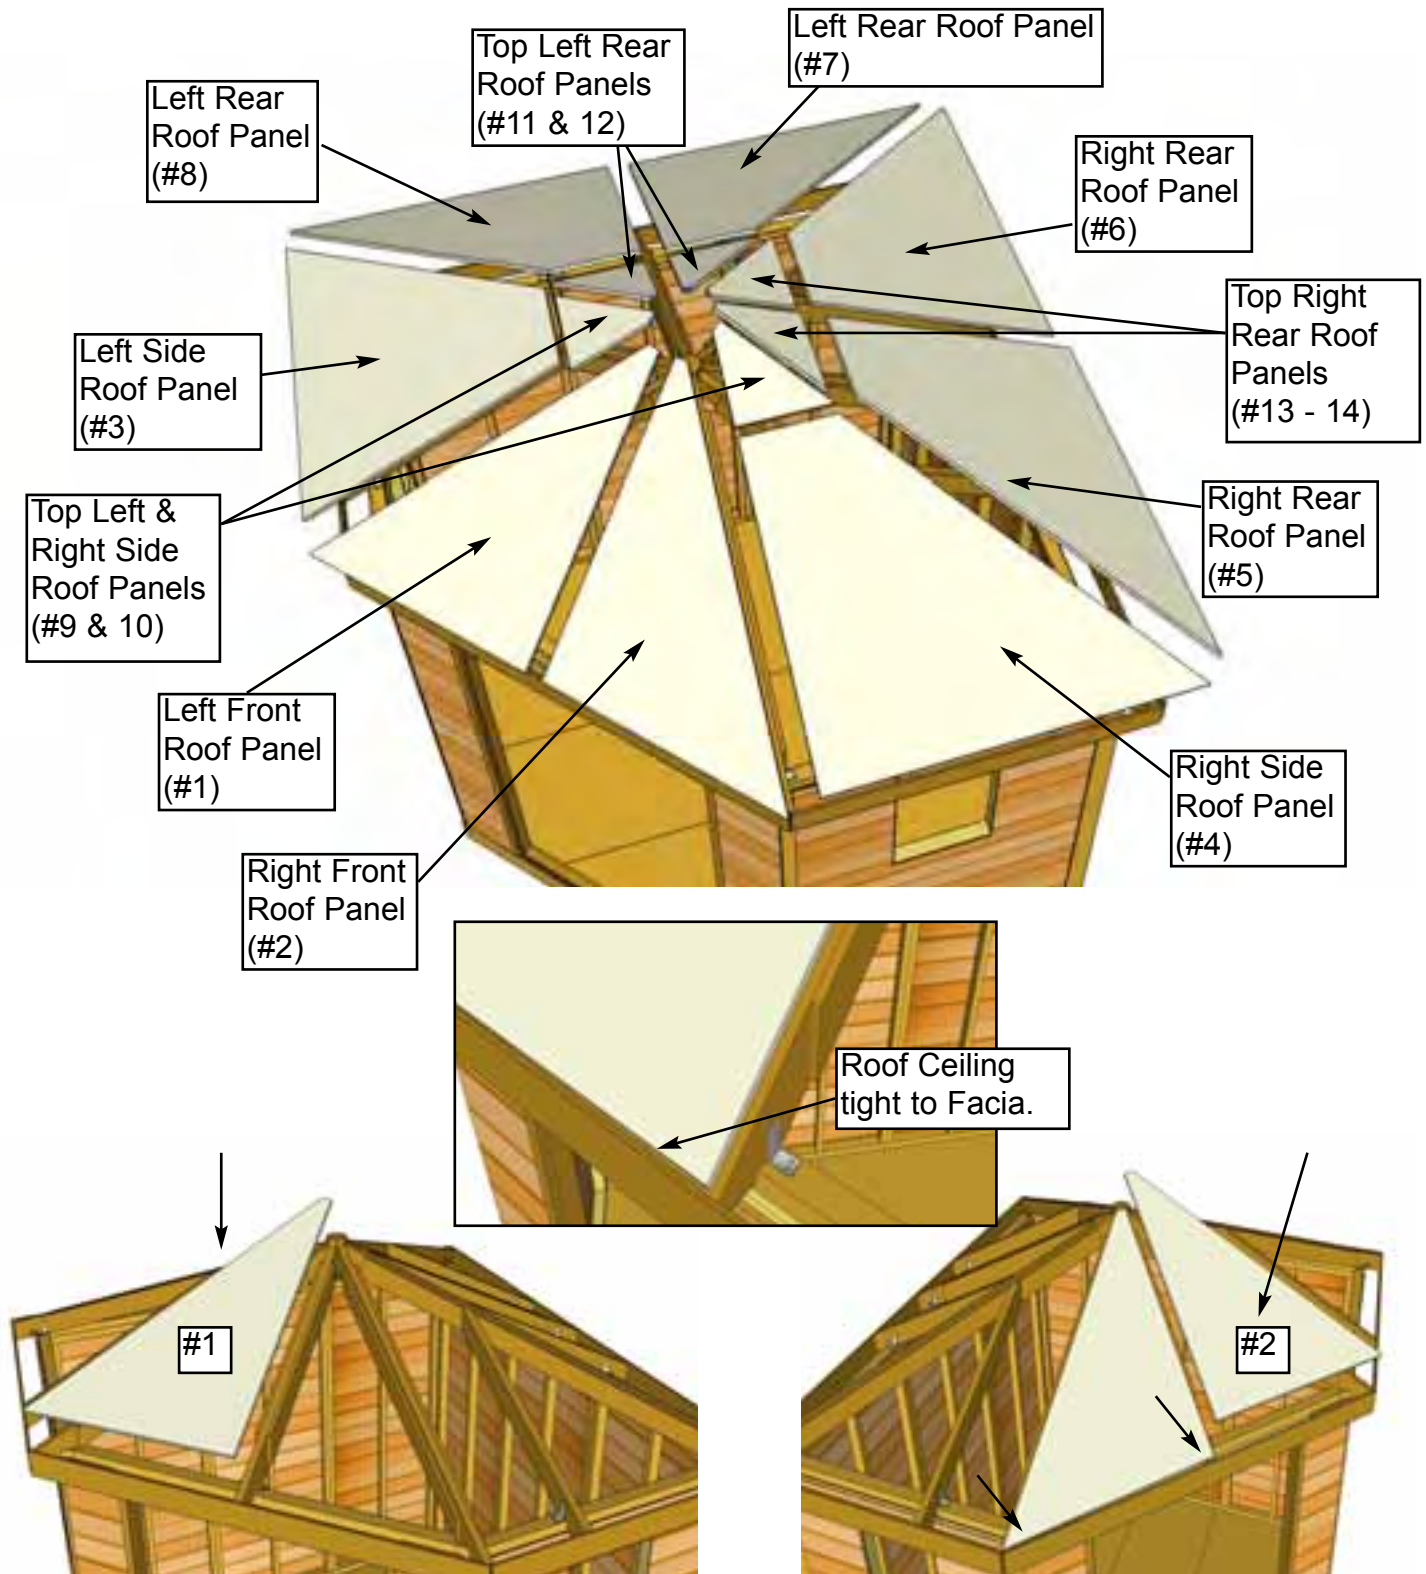 Left Rear Roof Panel
(#7)
Top Left Rear
Roof Panels
(#11 & 12)
Left Rear
Roof Panel
(#8)
Right Rear
Roof Panel
(#6)
Top Right
Rear Roof
Panels
(#13 - 14)
Left Side
Roof Panel
(#3)
Right Rear
Roof Panel
(#5)
Top Left &
Right Side
Roof Panels
(#9 & 10)
Left Front
Roof Panel
(#1)
Right Side
Roof Panel
(#4)
Right Front
Roof Panel
(#2)
Roof Ceiling
tight to Facia.
#1
#2